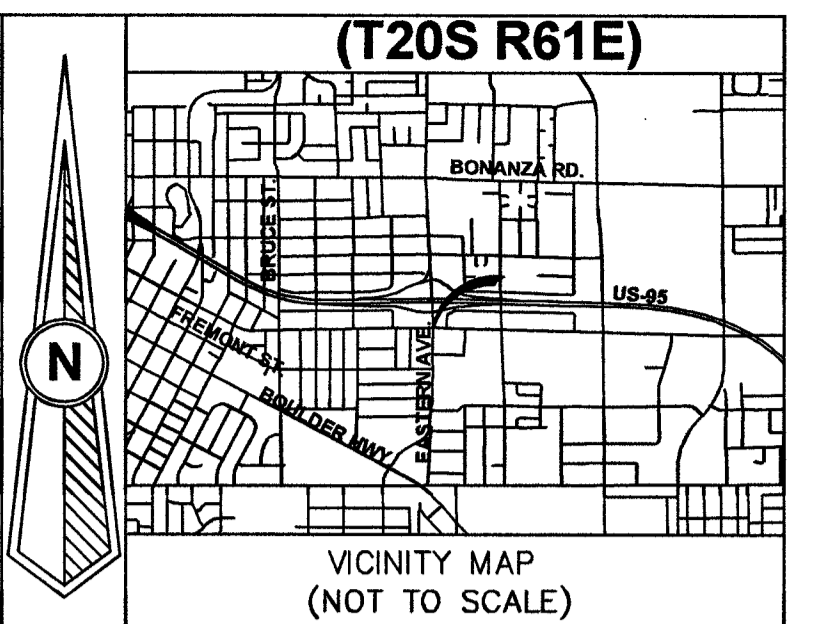 (T20S R61E)
BONANZA RD.
BRUCE ST.
US-95
FREMONT ST.
BOULDER HWY
EASTERN AVE.
N
VICINITY MAP
(NOT TO SCALE)